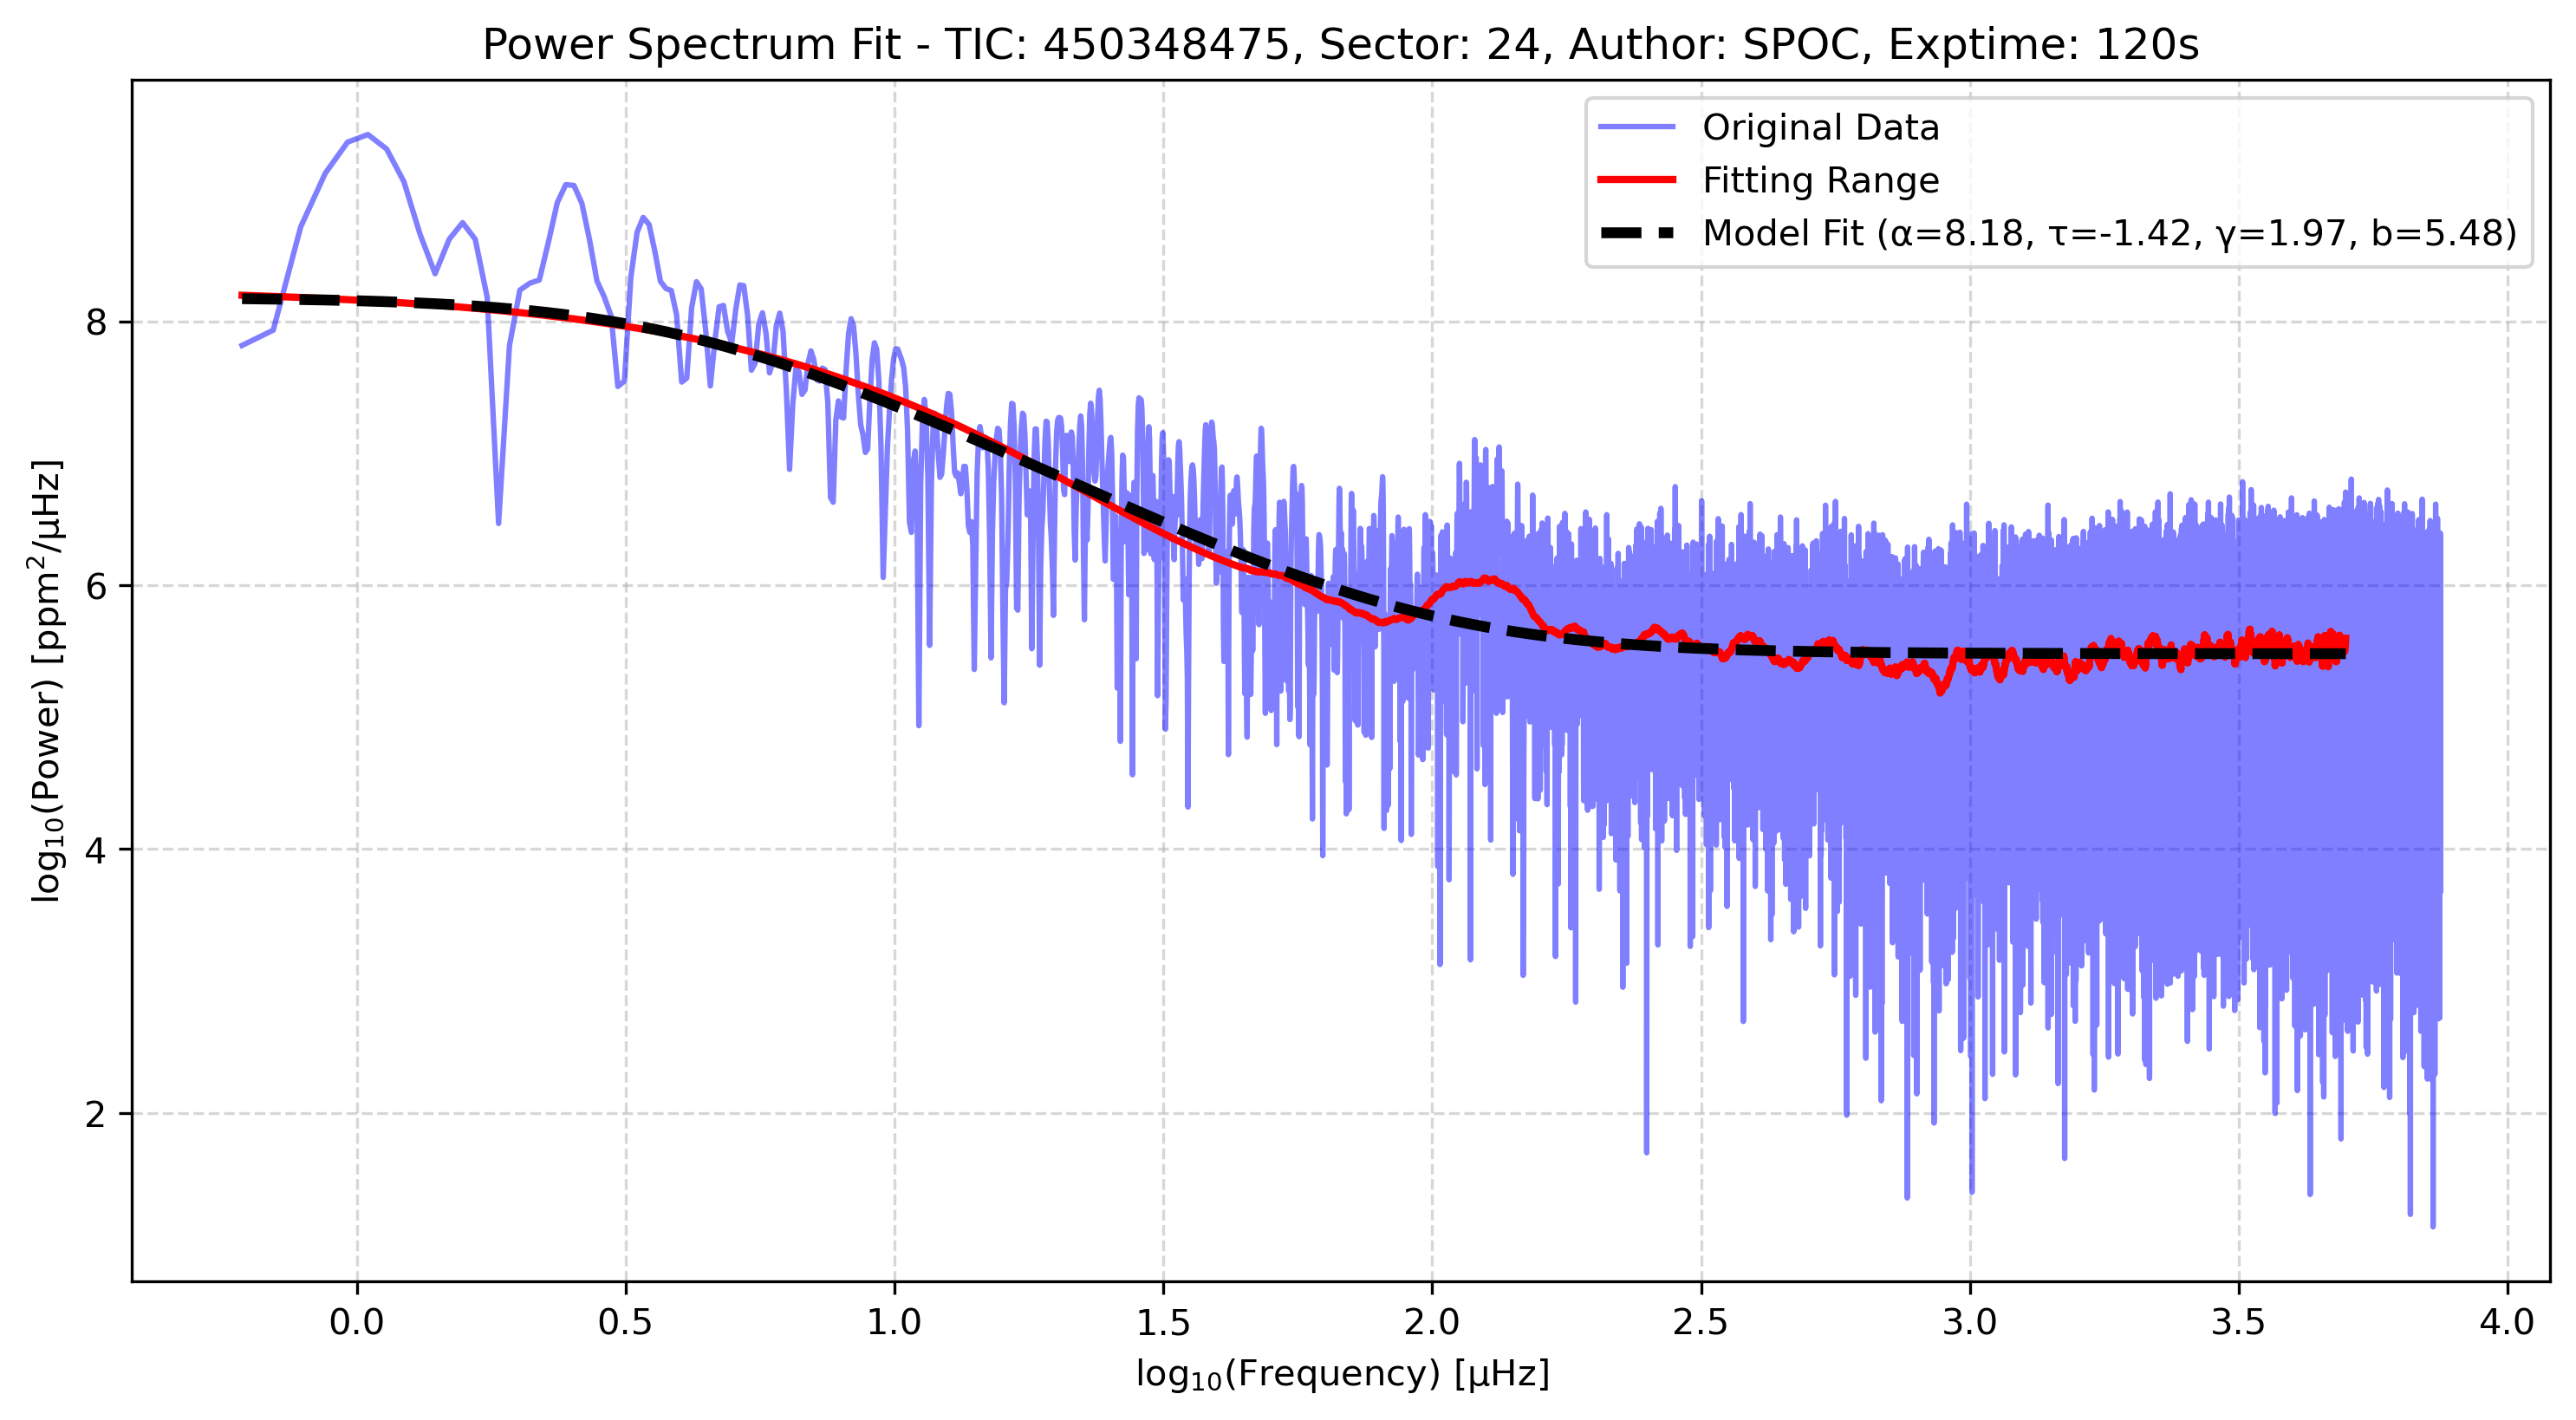 Power Spectrum Fit - TIC: 450348475, Sector: 24, Author: SPOC, Exptime: 120s
Original Data
Fitting Range
Model Fit (α=8.18, τ=-1.42, γ=1.97, b=5.48)
log₁₀(Power) [ppm²/μHz]
8
6
4
2
0.0 0.5 1.0 1.5 2.0 2.5 3.0 3.5 4.0
log₁₀(Frequency) [μHz]